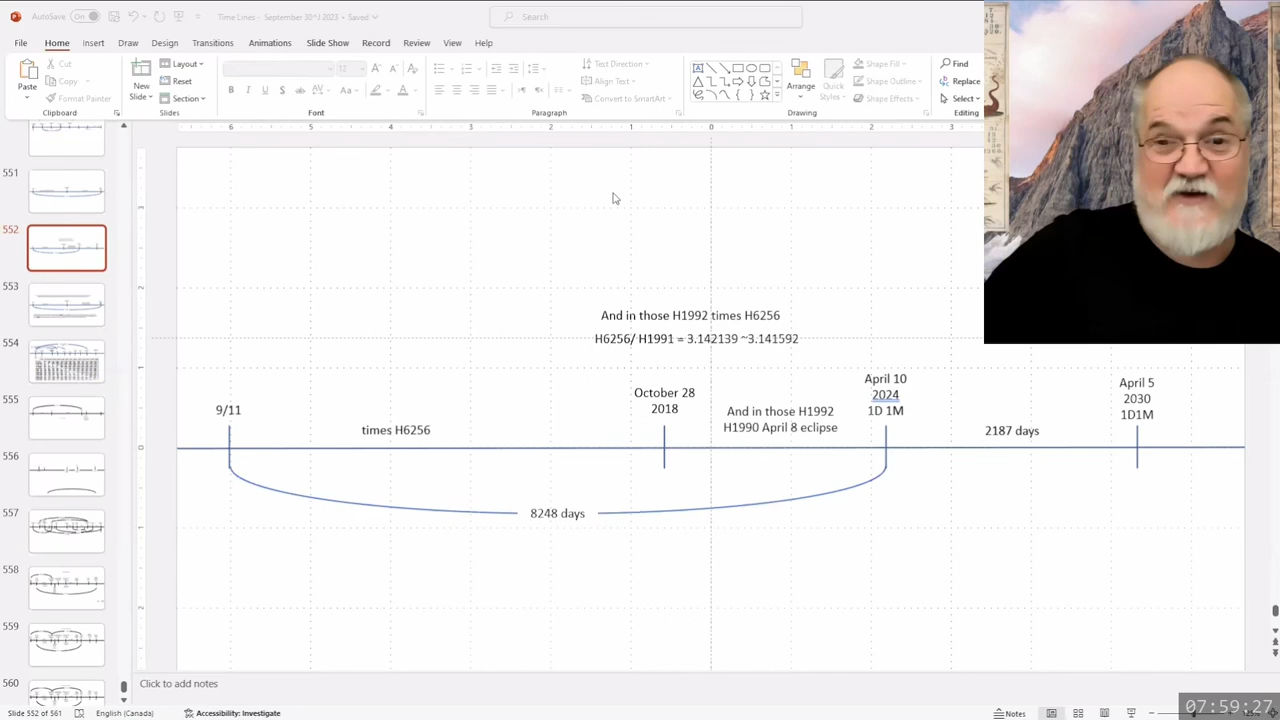 AutoSave
On
Time Lines - September 30
2023 • Saved
Search
File Home Insert Draw Design Transitions Animations Slide Show Record Review View Help
Paste
Cut
Copy
Format Painter
Clipboard
New
Slide
Layout
Reset
Section
Slides
Font
Paragraph
Text Direction
Align Text
Convert to SmartArt
Arrange
Quick
Styles
Shape Fill
Shape Outline
Shape Effects
Drawing
Find
Replace
Select
Editing
551
552
553
554
555
556
557
558
559
560
And in those H1992 times H6256
H6256/ H1991 = 3.142139 ~3.141592
9/11
times H6256
October 28
2018
And in those H1992
H1990 April 8 eclipse
April 10
2024
1D 1M
2187 days
April 5
2030
1D1M
8248 days
Click to add notes
Slide 552 of 561
English (Canada)
Accessibility: Investigate
Notes
07:59:27